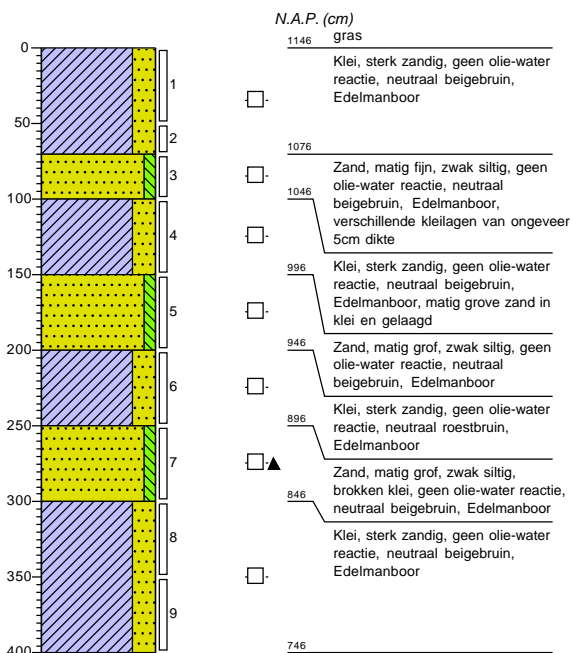 N.A.P. (cm)
1146 gras
0
Klei, sterk zandig, geen olie-water
reactie, neutraal beigebruin,
Edelmanboor
1
50
2
1076
3
Zand, matig fijn, zwak siltig, geen
olie-water reactie, neutraal
beigebruin, Edelmanboor,
verschillende kleilagen van ongeveer
5cm dikte
100
1046
4
150
996
Klei, sterk zandig, geen olie-water
reactie, neutraal beigebruin,
Edelmanboor, matig grove zand in
klei en gelaagd
5
200
946
Zand, matig grof, zwak siltig, geen
olie-water reactie, neutraal
beigebruin, Edelmanboor
6
250
896
Klei, sterk zandig, geen olie-water
reactie, neutraal roestbruin,
Edelmanboor
7
Zand, matig grof, zwak siltig,
brokken klei, geen olie-water reactie,
neutraal beigebruin, Edelmanboor
300
846
8
Klei, sterk zandig, geen olie-water
reactie, neutraal beigebruin,
Edelmanboor
350
9
400
746